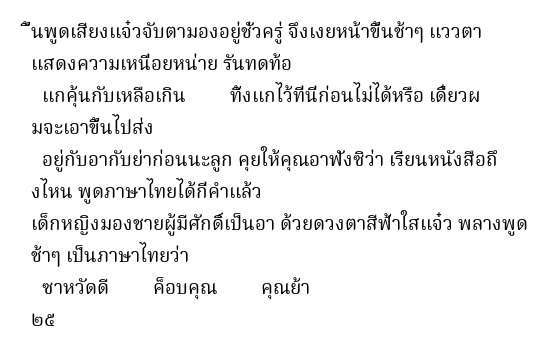 ื่นพูดเสียงแจ๋วจับตามองอยู่ชั่วครู่ จึงเงยหน้าขึ้นช้าๆ แววตา
แสดงความเหนื่อยหน่าย รันทดท้อ
แกคุ้นกับเหลือเกิน ทิ้งแกไว้ที่นี่ก่อนไม่ได้หรือ เดี๋ยวผ
มจะเอาขึ้นไปส่ง
อยู่กับอากับย่าก่อนนะลูก คุยให้คุณอาฟังซิว่า เรียนหนังสือถึ
งไหน พูดภาษาไทยได้กี่คำแล้ว
เด็กหญิงมองชายผู้มีศักดิ์เป็นอา ด้วยดวงตาสีฟ้าใสแจ๋ว พลางพูด
ช้าๆ เป็นภาษาไทยว่า
ซาหวัดดี ค็อบคุณ คุณย้า
๒๕